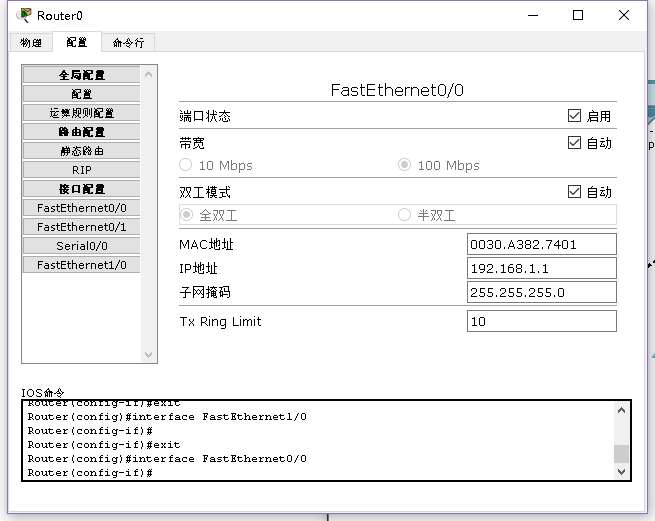 Router0
物理 配置 命令行
全局配置
配置
运算规则配置
路由配置
静态路由
RIP
接口配置
FastEthernet0/0
FastEthernet0/1
Serial0/0
FastEthernet1/0
FastEthernet0/0
端口状态 启用
带宽 自动
10 Mbps 100 Mbps
双工模式 自动
全双工 半双工
MAC地址 0030.A382.7401
IP地址 192.168.1.1
子网掩码 255.255.255.0
Tx Ring Limit 10
IOS命令
Router(config-if)#exit
Router(config)#interface FastEthernet1/0
Router(config-if)#
Router(config-if)#exit
Router(config)#interface FastEthernet0/0
Router(config-if)#